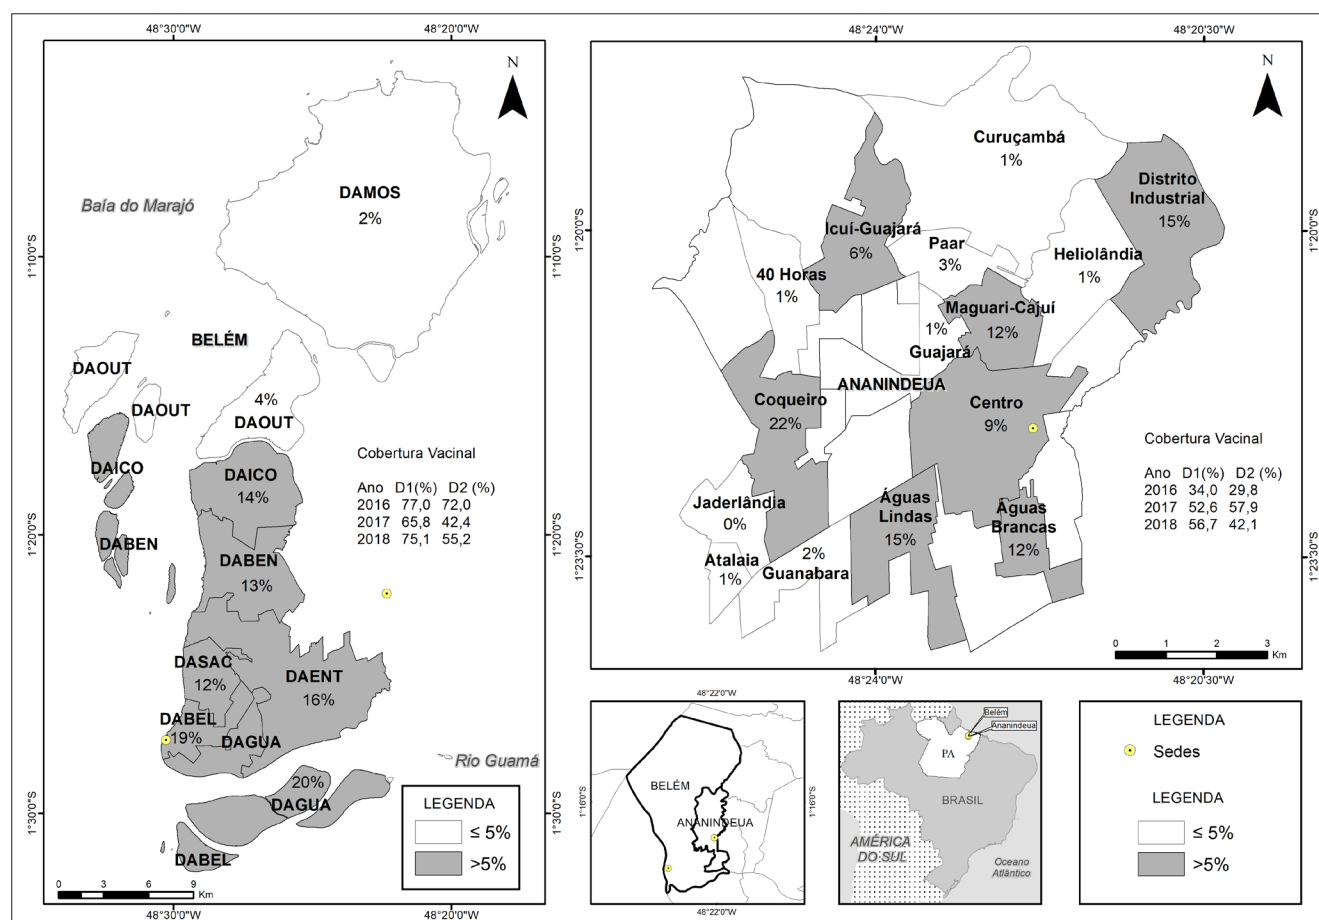 48°30'0"W
48°20'0"W
N
DAMOS
2%
Baía do Marajó
1°10'0"S
1°10'0"S
BELÉM
DAOUT
DAOUT
4%
DAOUT
DAICO
DAICO
14%
Cobertura Vacinal
Ano D1(%) D2 (%)
2016 77,0 72,0
2017 65,8 42,4
2018 75,1 55,2
1°20'0"S
1°20'0"S
DABEN
DABEN
13%
DASAC
12%
DAENT
16%
DABEL
19%
DAGUA
Rio Guamá
20%
DAGUA
DABEL
1°30'0"S
1°30'0"S
LEGENDA
≤ 5%
>5%
0 3 6 9
Km
48°30'0"W
48°20'0"W
48°24'0"W
48°20'30"W
N
Curuçambá
1%
Distrito
Industrial
15%
1°20'0"S
1°20'0"S
Icuí-Guajará
6%
Paar
3%
Heliolândia
1%
40 Horas
1%
Maguari-Cajuí
12%
1%
Guajará
ANANINDEUA
Coqueiro
22%
Centro
9%
Cobertura Vacinal
Ano D1(%) D2 (%)
2016 34,0 29,8
2017 52,6 57,9
2018 56,7 42,1
Jaderlândia
0%
Águas
Lindas
15%
Águas
Brancas
12%
Atalaia
1%
2%
Guanabara
1°23'30"S
1°23'30"S
0 1 2 3
Km
48°24'0"W
48°20'30"W
48°22'0"W
BELÉM
ANANINDEUA
1°16'0"S
1°16'0"S
48°22'0"W
Belém
Ananindeua
PA
BRASIL
AMÉRICA
DO SUL
Oceano
Atlântico
LEGENDA
Sedes
LEGENDA
≤ 5%
>5%